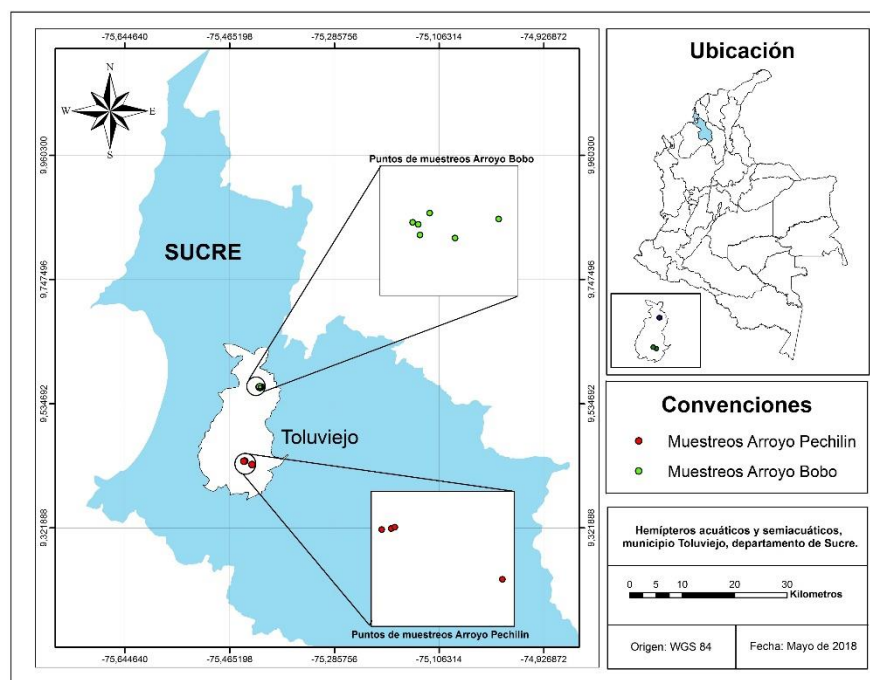 -75,644640 -75,465198 -75,285756 -75,106314 -74,926872
N
W E
S
9,960300 9,960300
Puntos de muestreos Arroyo Bobo
SUCRE
9,747496 9,747496
9,534692 9,534692
Toluviejo
9,321888 9,321888
Puntos de muestreos Arroyo Pechilin
-75,644640 -75,465198 -75,285756 -75,106314 -74,926872
Ubicación
Convenciones
Muestreos Arroyo Pechilin
Muestreos Arroyo Bobo
Hemípteros acuáticos y semiacuáticos,
municipio Toluviejo, departamento de Sucre.
0 5 10 20 30
Kilometros
Origen: WGS 84
Fecha: Mayo de 2018